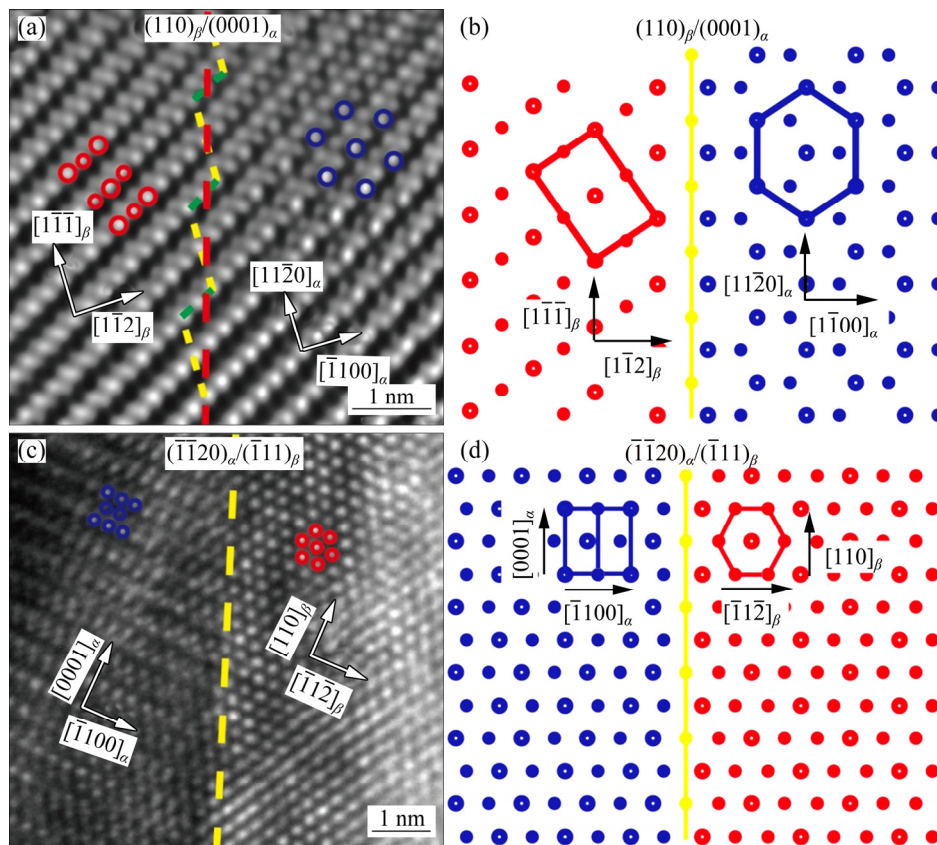 (a)
(110)β/(0001)α
[11̄1̄]β
[11̄2]β
[112̄0]α
[1̄100]α
1 nm
(b)
(110)β/(0001)α
[11̄1̄]β
[11̄2]β
[112̄0]α
[11̄00]α
(c)
(1̄1̄20)α/(1̄11)β
[0001]α
[1̄100]α
[110]β
[1̄12̄]β
1 nm
(d)
(1̄1̄20)α/(1̄11)β
[0001]α
[1̄100]α
[110]β
[1̄12̄]β